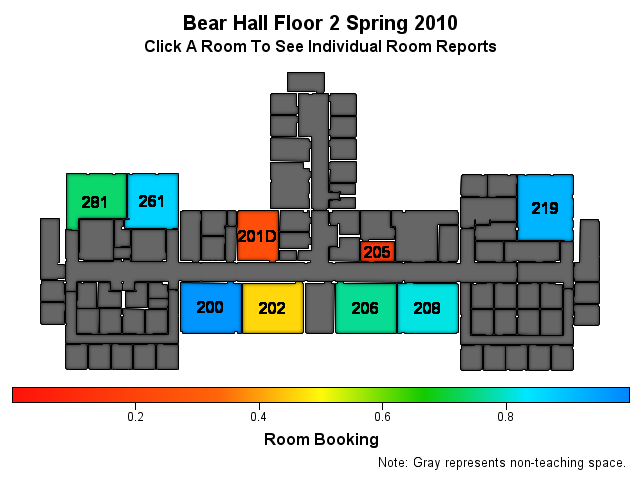 Bear Hall Floor 2 Spring 2010
Click A Room To See Individual Room Reports
281
261
219
201D
205
200
202
206
208
0.2
0.4
0.6
0.8
Room Booking
Note: Gray represents non-teaching space.